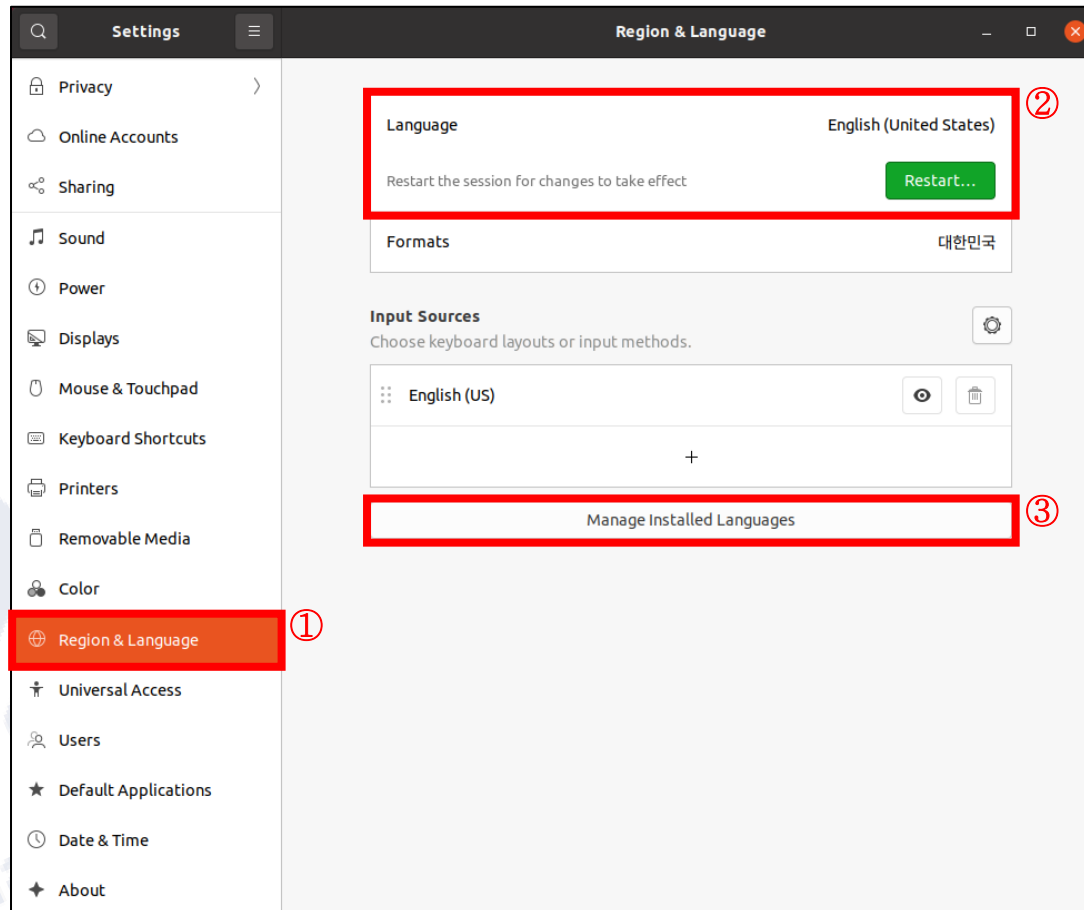 Settings
Region & Language
Privacy
Online Accounts
Sharing
Sound
Power
Displays
Mouse & Touchpad
Keyboard Shortcuts
Printers
Removable Media
Color
Region & Language
①
Universal Access
Users
Default Applications
Date & Time
About
②
Language English (United States)
Restart the session for changes to take effect Restart...
Formats 대한민국
Input Sources
Choose keyboard layouts or input methods.
English (US)
+
Manage Installed Languages
③